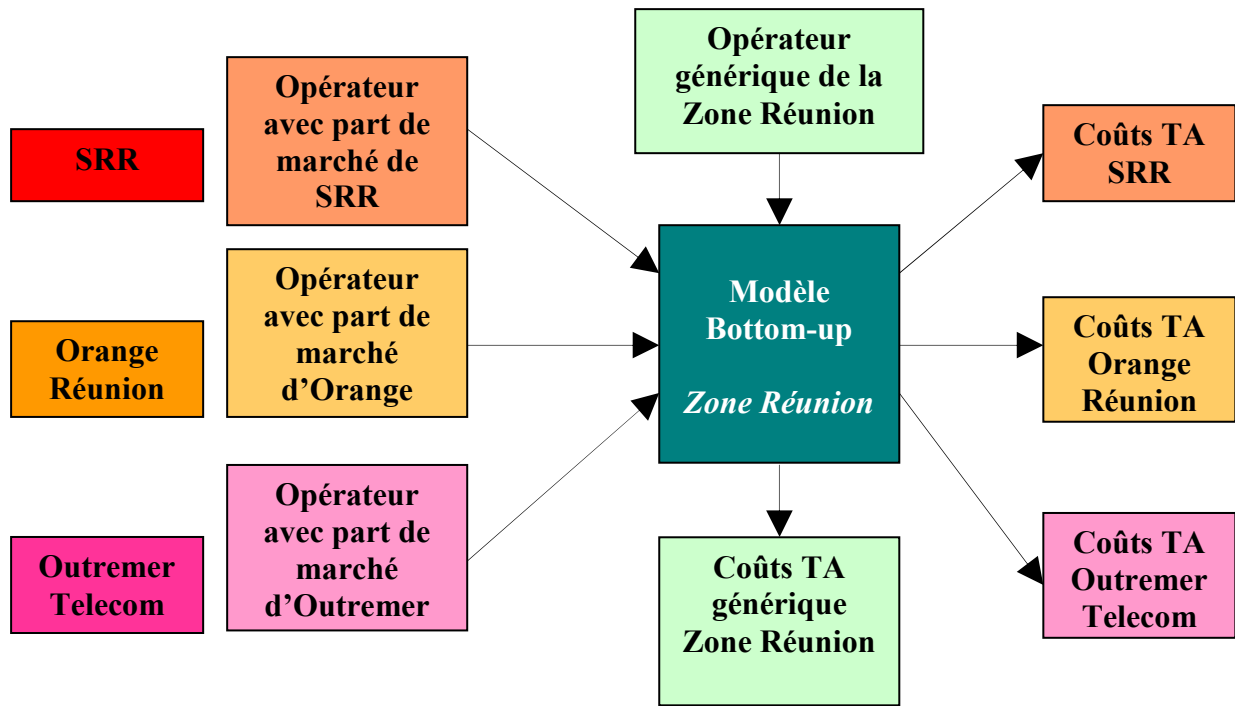 SRR
Opérateur
avec part de
marché de
SRR
Opérateur
générique de la
Zone Réunion
Coûts TA
SRR
Orange
Réunion
Opérateur
avec part de
marché
d’Orange
Modèle
Bottom-up
Zone Réunion
Coûts TA
Orange
Réunion
Outremer
Telecom
Opérateur
avec part de
marché
d’Outremer
Coûts TA
générique
Zone Réunion
Coûts TA
Outremer
Telecom